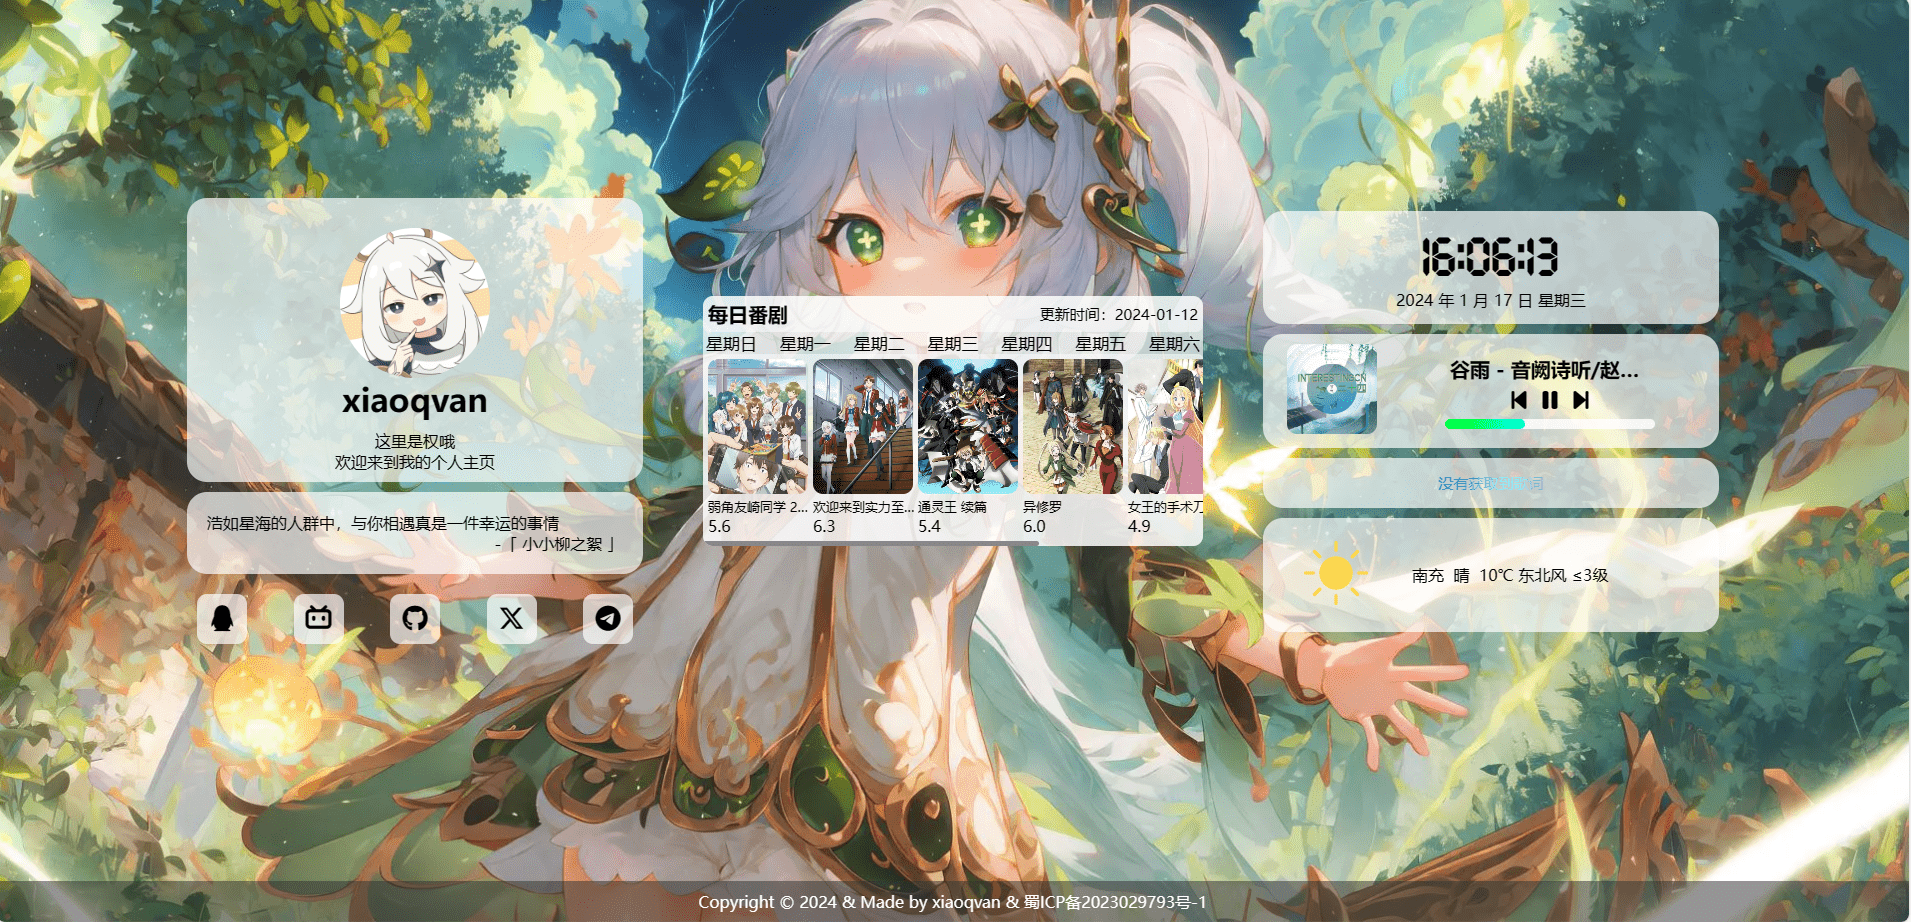 xiaoqvan
这里是权哦
欢迎来到我的个人主页
浩如星海的人群中，与你相遇真是一件幸运的事情
-「 小小柳之絮 」
每日番剧
更新时间：2024-01-12
星期日 星期一 星期二 星期三 星期四 星期五 星期六
弱角友崎同学 2... 欢迎来到实力至... 通灵王 续篇 异修罗 女王的手术刀
5.6 6.3 5.4 6.0 4.9
16:06:13
2024 年 1 月 17 日 星期三
谷雨 - 音阙诗听/赵...
没有获取到歌词
南充 晴 10℃ 东北风 ≤3级
Copyright © 2024 & Made by xiaoqvan & 蜀ICP备2023029793号-1